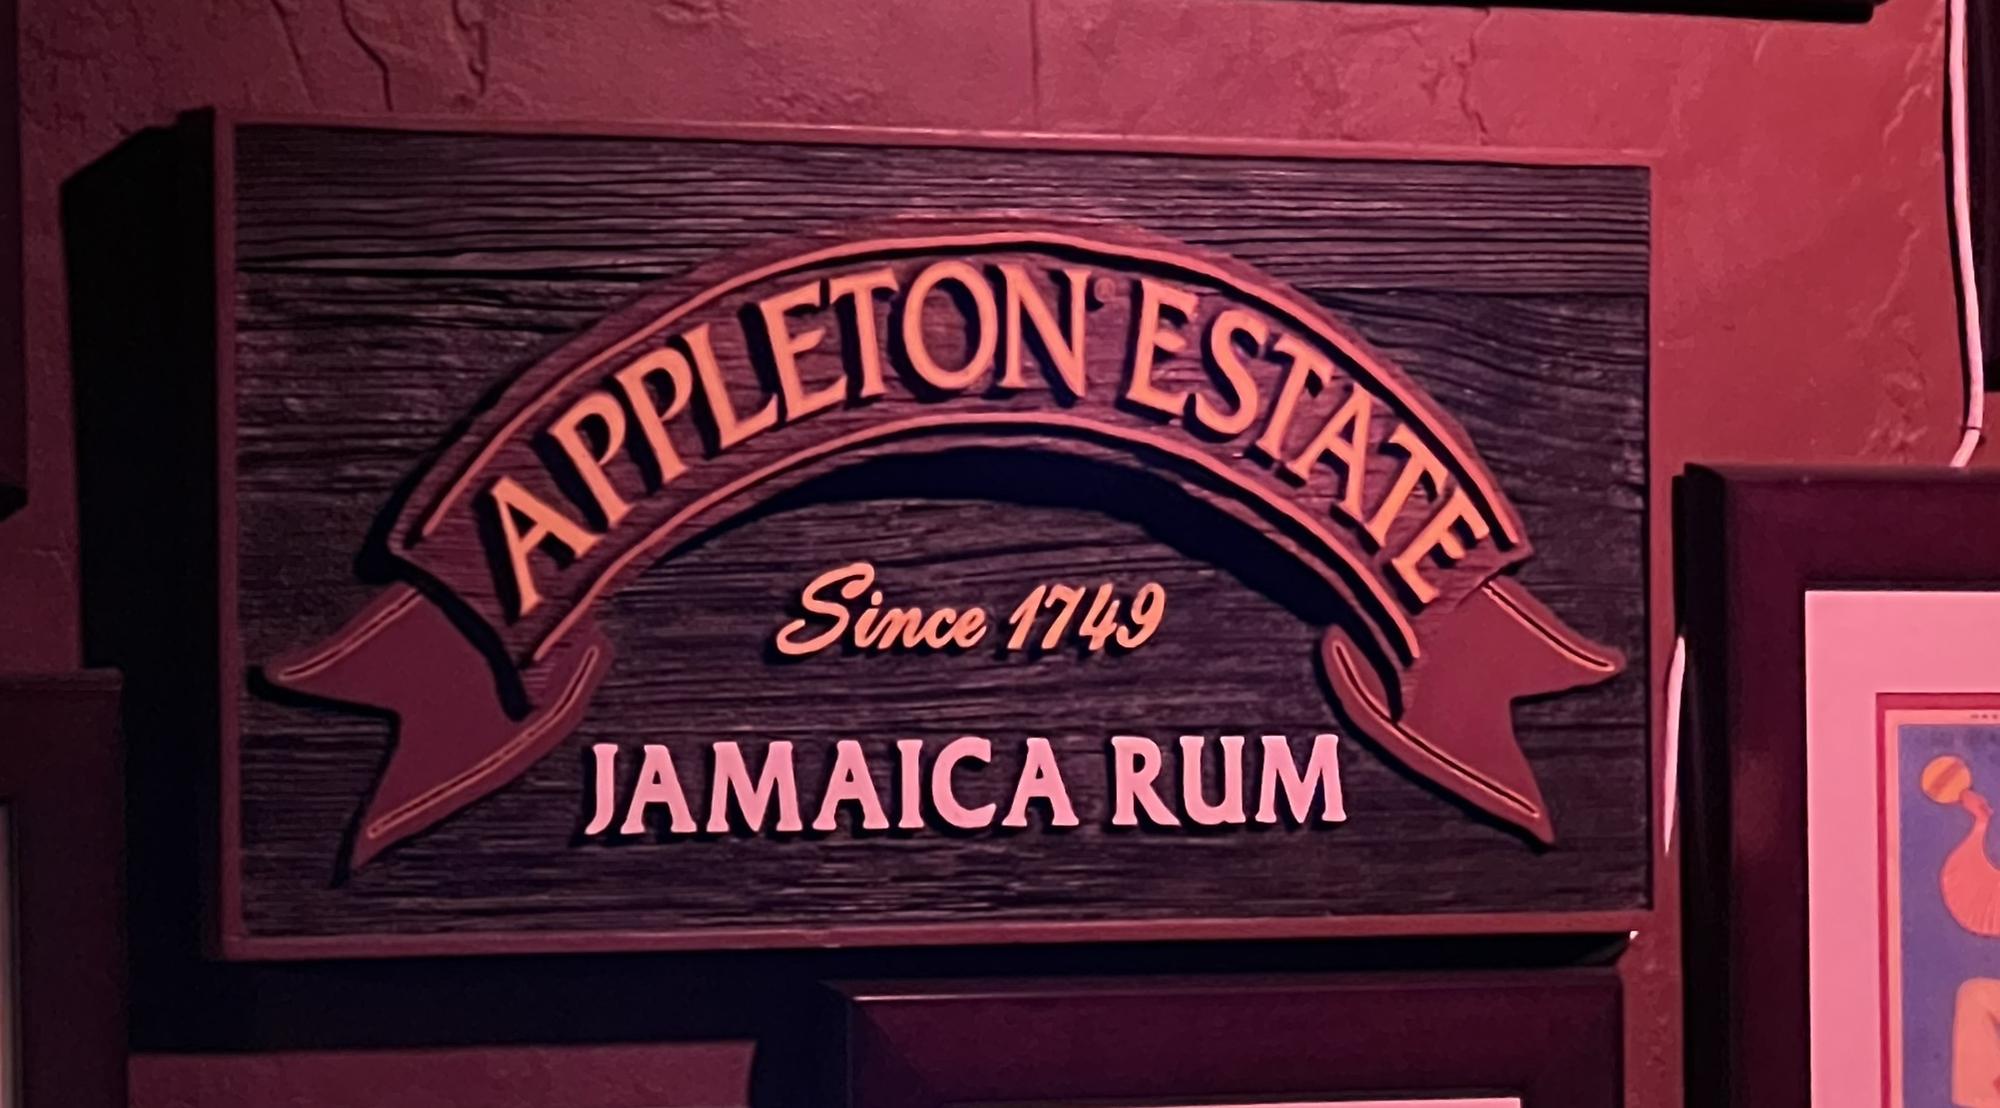 APPLETON® ESTATE
Since 1749
JAMAICA RUM